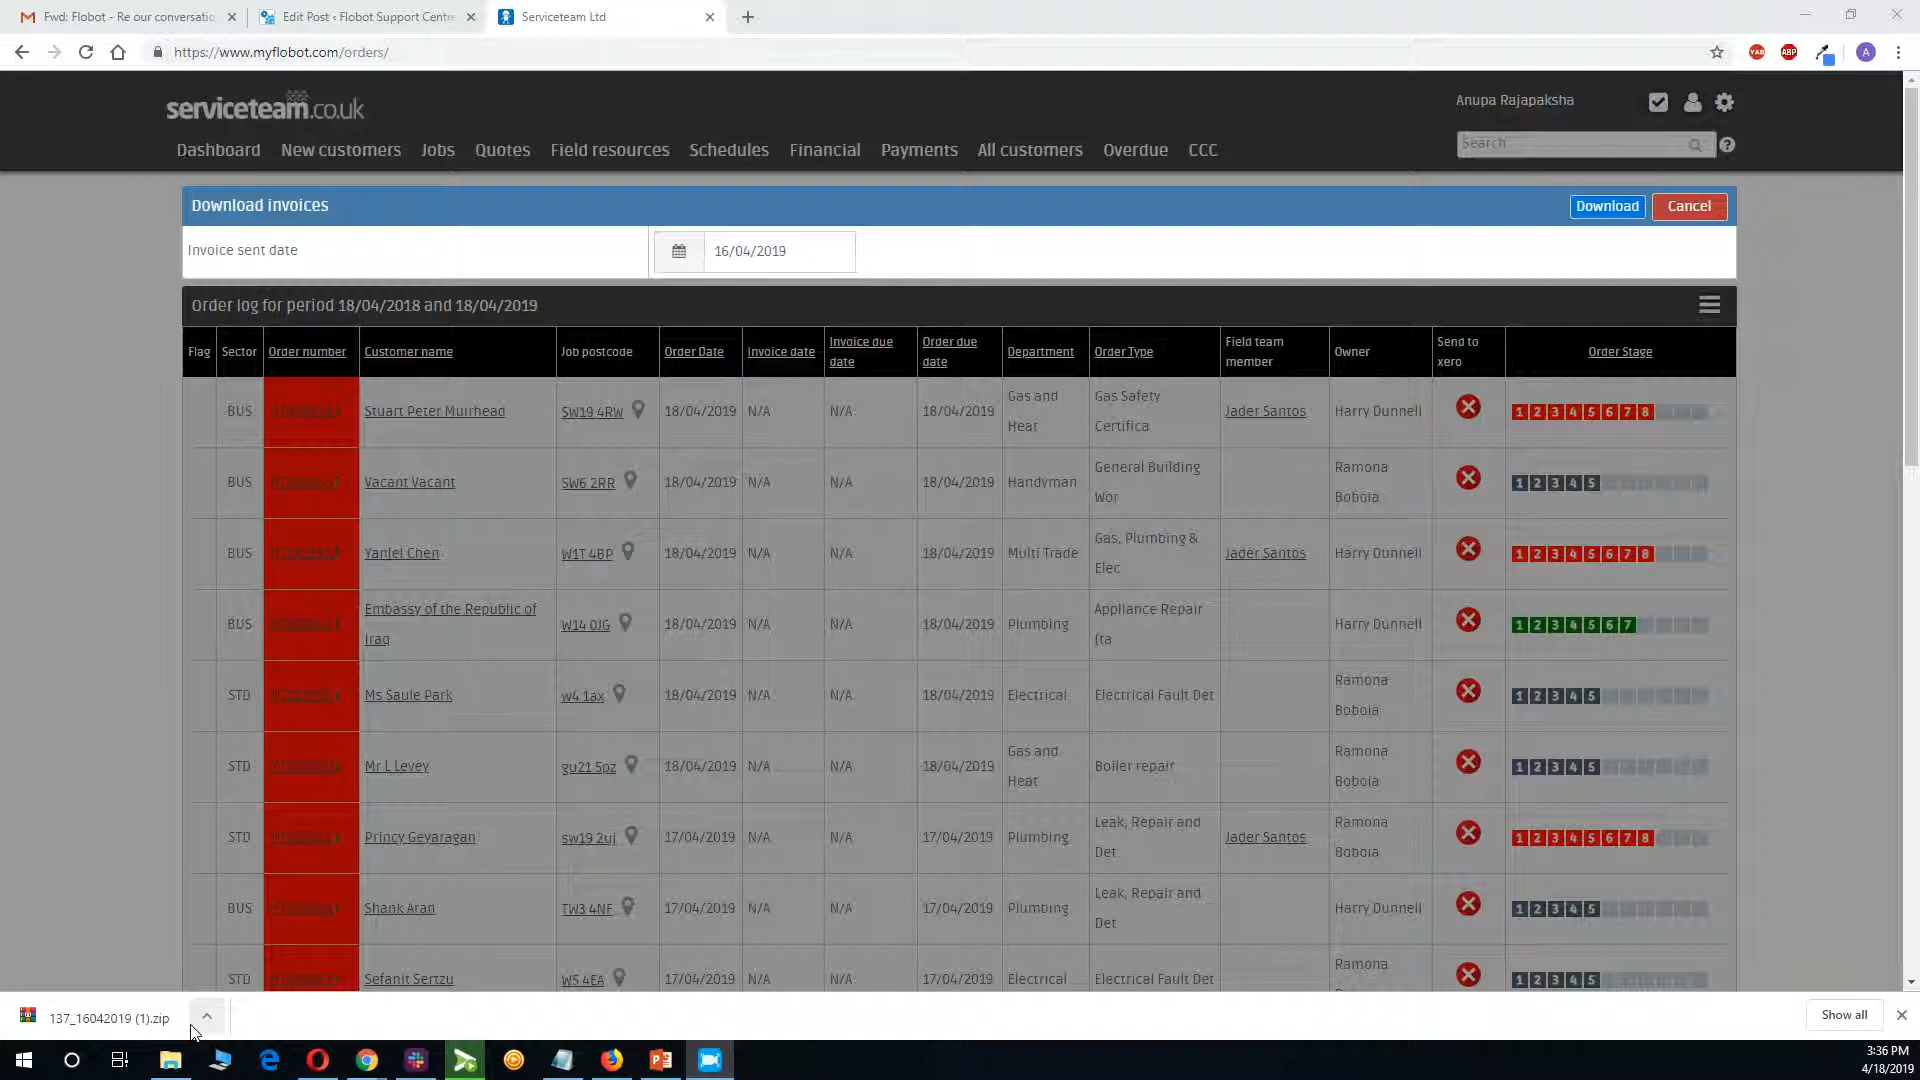 Fwd: Flobot - Re our conversatio
Edit Post ‹ Flobot Support Centre
Serviceteam Ltd
https://www.myflobot.com/orders/
YAB ABP A
serviceteam.co.uk
Anupa Rajapaksha
Search
Dashboard New customers Jobs Quotes Field resources Schedules Financial Payments All customers Overdue CCC
Download invoices Download Cancel
Invoice sent date 16/04/2019
Order log for period 18/04/2018 and 18/04/2019
Flag Sector Order number Customer name Job postcode Order Date Invoice date Invoice due date Order due date Department Order Type Field team member Owner Send to xero Order Stage
BUS Stuart Peter Muirhead SW19 4RW 18/04/2019 N/A N/A 18/04/2019 Gas and Hear Gas Safety Certifica Jader Santos Harry Dunnell 1 2 3 4 5 6 7 8
BUS Vacant Vacant SW6 2RR 18/04/2019 N/A N/A 18/04/2019 Handyman General Building Wor Ramona Boboia 1 2 3 4 5
BUS Yaniel Chen W1T 4BP 18/04/2019 N/A N/A 18/04/2019 Multi Trade Gas, Plumbing & Elec Jader Santos Harry Dunnell 1 2 3 4 5 6 7 8
BUS Embassy of the Republic of Iraq W14 0JG 18/04/2019 N/A N/A 18/04/2019 Plumbing Appliance Repair (ta Harry Dunnell 1 2 3 4 5 6 7
STD Ms Saule Park w4 1ax 18/04/2019 N/A N/A 18/04/2019 Electrical Electrical Fault Det Ramona Boboia 1 2 3 4 5
STD Mr L Levey gu21 5pz 18/04/2019 N/A N/A 18/04/2019 Gas and Heat Boiler repair Ramona Boboia 1 2 3 4 5
STD Princy Geyaragan sw19 2uj 17/04/2019 N/A N/A 17/04/2019 Plumbing Leak, Repair and Det Jader Santos Ramona Boboia 1 2 3 4 5 6 7 8
BUS Shank Aran TW3 4NF 17/04/2019 N/A N/A 17/04/2019 Plumbing Leak, Repair and Det Harry Dunnell 1 2 3 4 5
STD Sefanit Sertzu W5 4EA 17/04/2019 N/A N/A 17/04/2019 Electrical Electrical Fault Det Ramona 1 2 3 4 5
137_16042019 (1).zip Show all
3:36 PM
4/18/2019